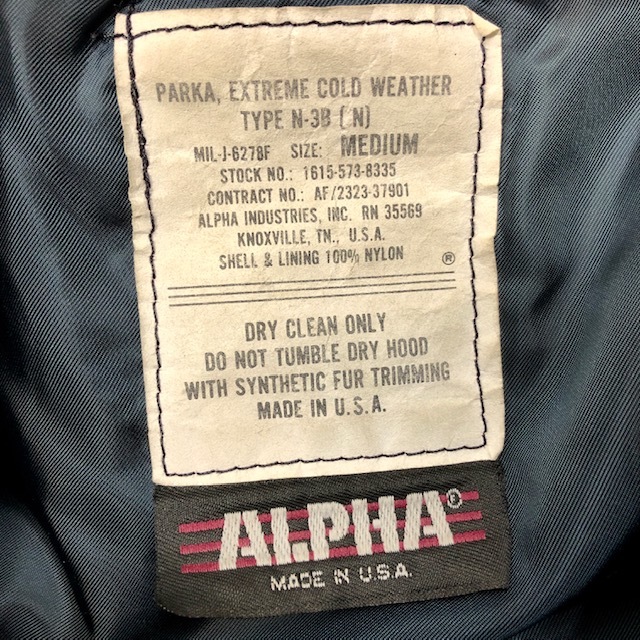 PARKA, EXTREME COLD WEATHER
TYPE N-3B ( N)
MIL-J-6278F SIZE: MEDIUM
STOCK NO.: 1615-573-8335
CONTRACT NO.: AF/2323-37901
ALPHA INDUSTRIES, INC. RN 35569
KNOXVILLE, TN., U.S.A.
SHELL & LINING 100% NYLON ®
DRY CLEAN ONLY
DO NOT TUMBLE DRY HOOD
WITH SYNTHETIC FUR TRIMMING
MADE IN U.S.A.
ALPHA®
MADE IN U.S.A.